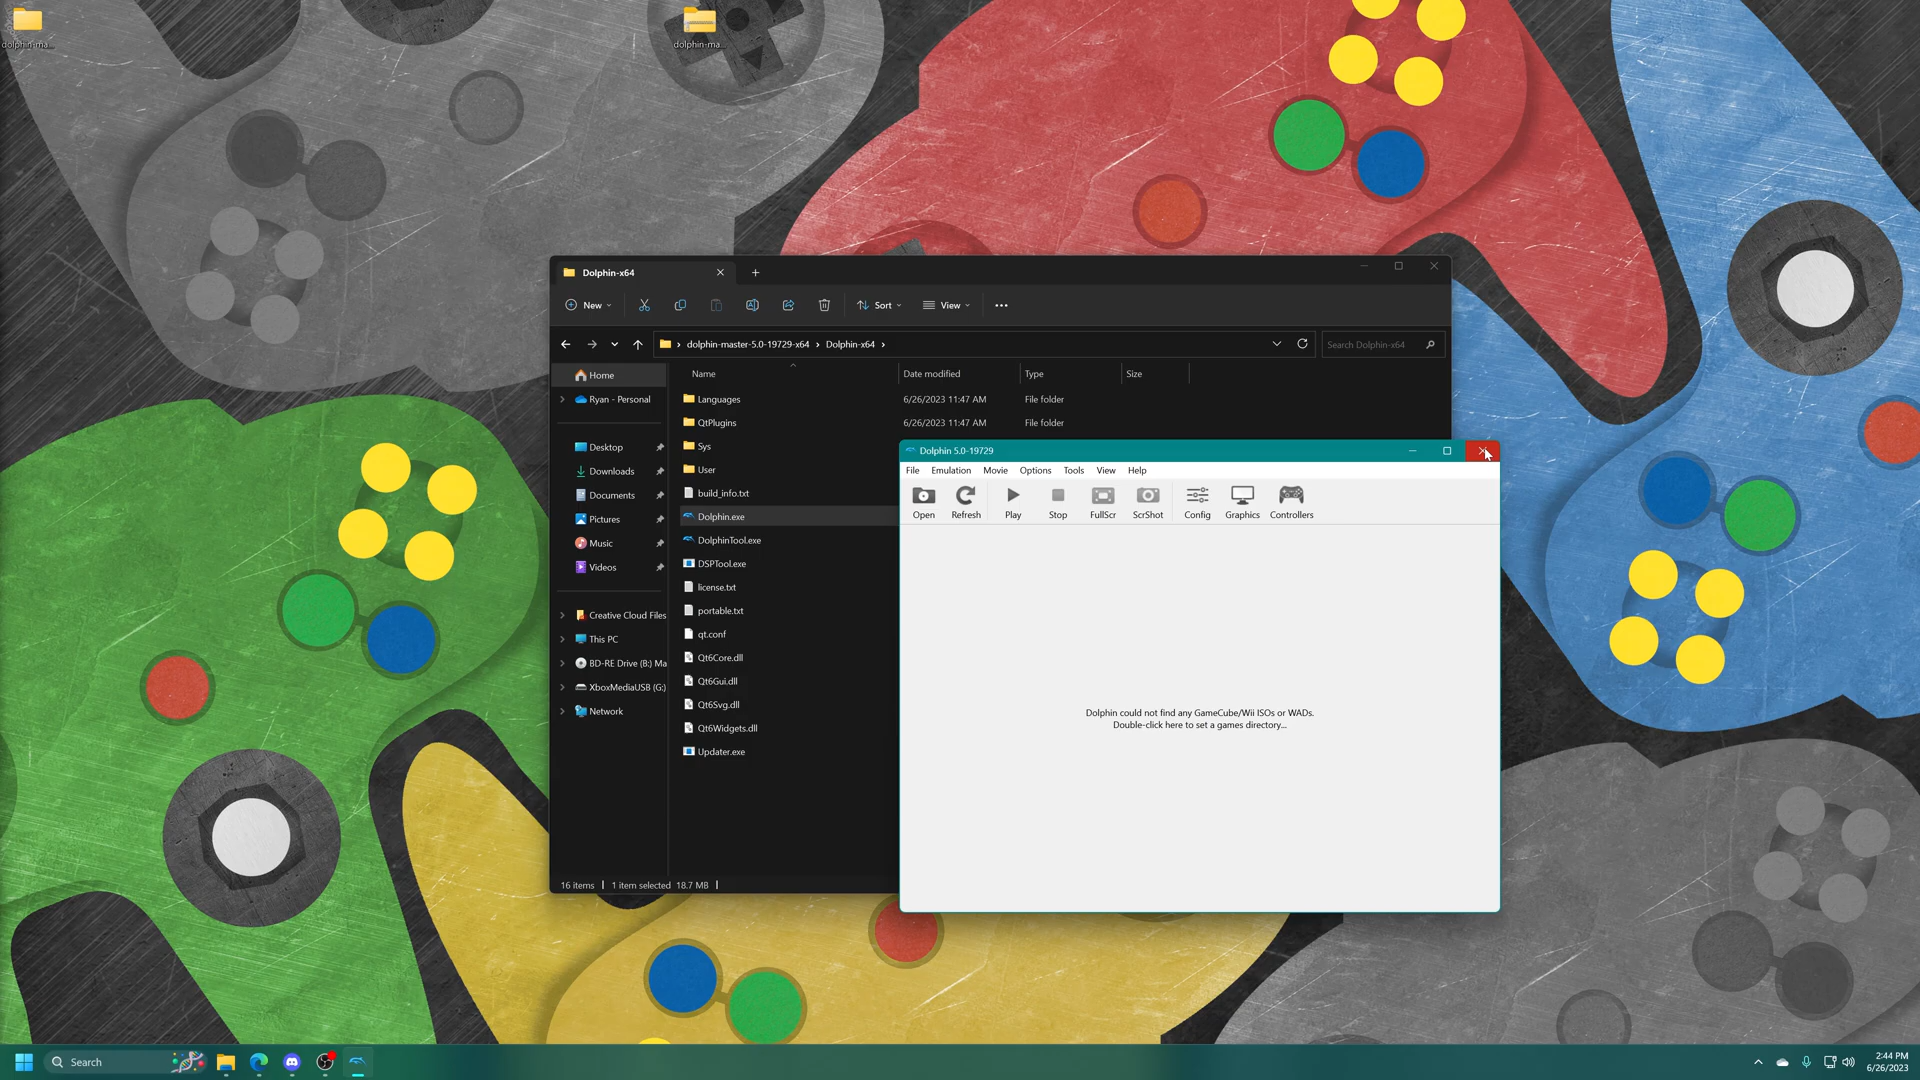 dolphin-ma...
dolphin-ma...
Dolphin-x64
New
Sort
View
dolphin-master-5.0-19729-x64
Dolphin-x64
Search Dolphin-x64
Home
Ryan - Personal
Desktop
Downloads
Documents
Pictures
Music
Videos
Creative Cloud Files
This PC
BD-RE Drive (B:) Ma
XboxMediaUSB (G:)
Network
Name Date modified Type Size
Languages 6/26/2023 11:47 AM File folder
QtPlugins 6/26/2023 11:47 AM File folder
Sys
User
build_info.txt
Dolphin.exe
DolphinTool.exe
DSPTool.exe
license.txt
portable.txt
qt.conf
Qt6Core.dll
Qt6Gui.dll
Qt6Svg.dll
Qt6Widgets.dll
Updater.exe
16 items 1 item selected 18.7 MB
Dolphin 5.0-19729
File Emulation Movie Options Tools View Help
Open Refresh Play Stop FullScr ScrShot Config Graphics Controllers
Dolphin could not find any GameCube/Wii ISOs or WADs.
Double-click here to set a games directory...
Search
2:44 PM
6/26/2023